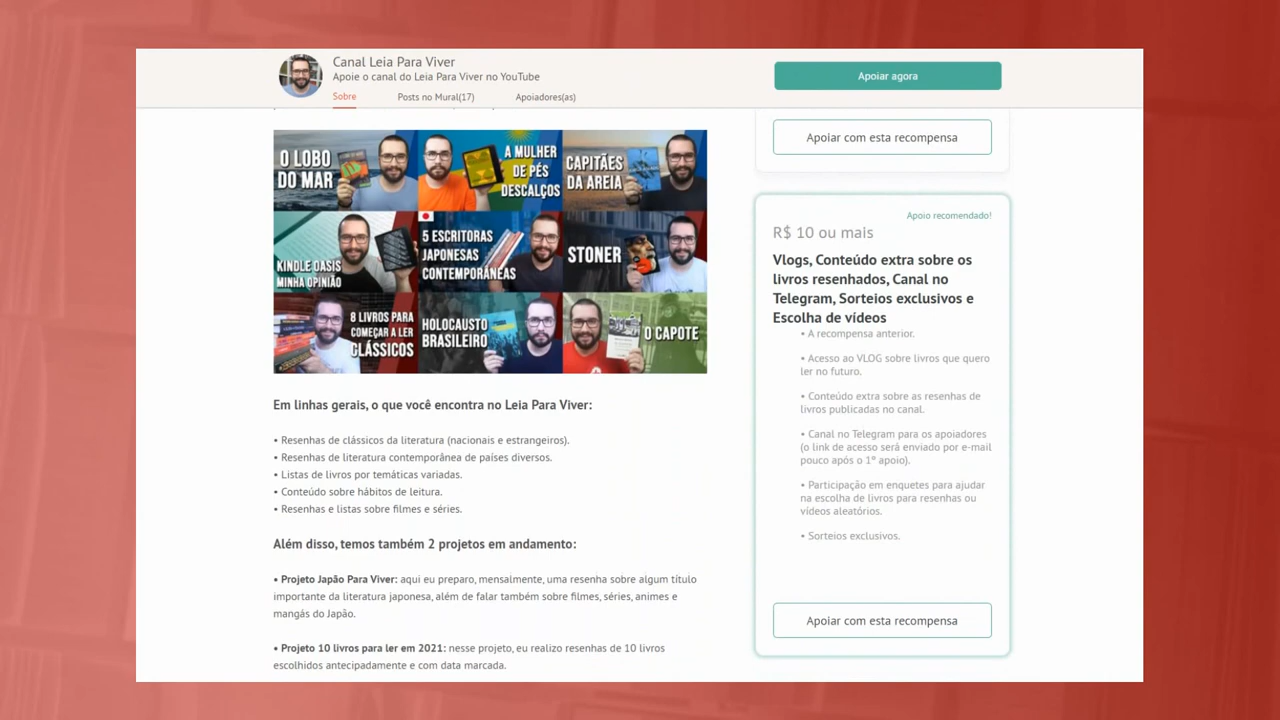 Canal Leia Para Viver
Apoie o canal do Leia Para Viver no YouTube
Sobre
Posts no Mural(17)
Apoiadores(as)
Apoiar agora
O LOBO
DO MAR
A MULHER
DE PÉS
DESCALÇOS
CAPITÃES
DA AREIA
KINDLE OASIS
MINHA OPINIÃO
5 ESCRITORAS
JAPONESAS
CONTEMPORÂNEAS
STONER
8 LIVROS PARA
COMEÇAR A LER
CLÁSSICOS
HOLOCAUSTO
BRASILEIRO
O CAPOTE
Em linhas gerais, o que você encontra no Leia Para Viver:
• Resenhas de clássicos da literatura (nacionais e estrangeiros).
• Resenhas de literatura contemporânea de países diversos.
• Listas de livros por temáticas variadas.
• Conteúdo sobre hábitos de leitura.
• Resenhas e listas sobre filmes e séries.
Além disso, temos também 2 projetos em andamento:
• Projeto Japão Para Viver: aqui eu preparo, mensalmente, uma resenha sobre algum título
importante da literatura japonesa, além de falar também sobre filmes, séries, animes e
mangás do Japão.
• Projeto 10 livros para ler em 2021: nesse projeto, eu realizo resenhas de 10 livros
escolhidos antecipadamente e com data marcada.
Apoiar com esta recompensa
Apoio recomendado!
R$ 10 ou mais
Vlogs, Conteúdo extra sobre os
livros resenhados, Canal no
Telegram, Sorteios exclusivos e
Escolha de vídeos
• A recompensa anterior.
• Acesso ao VLOG sobre livros que quero
ler no futuro.
• Conteúdo extra sobre as resenhas de
livros publicadas no canal.
• Canal no Telegram para os apoiadores
(o link de acesso será enviado por e-mail
pouco após o 1º apoio).
• Participação em enquetes para ajudar
na escolha de livros para resenhas ou
vídeos aleatórios.
• Sorteios exclusivos.
Apoiar com esta recompensa